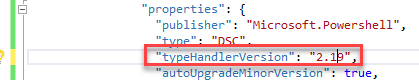 "properties": {
"publisher": "Microsoft.Powershell",
"type": "DSC",
"typeHandlerVersion": "2.19",
"autoUpgradeMinorVersion": true,